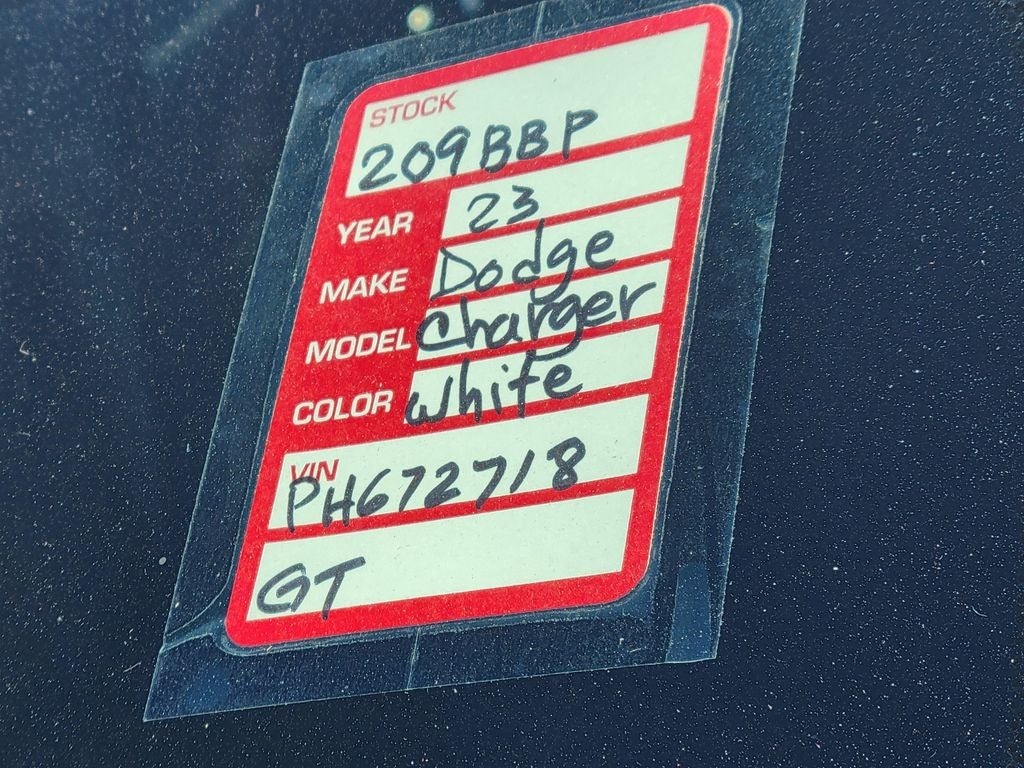 STOCK
209BBP
YEAR 23
MAKE Dodge
MODEL Charger
COLOR white
VIN
PH672718
GT